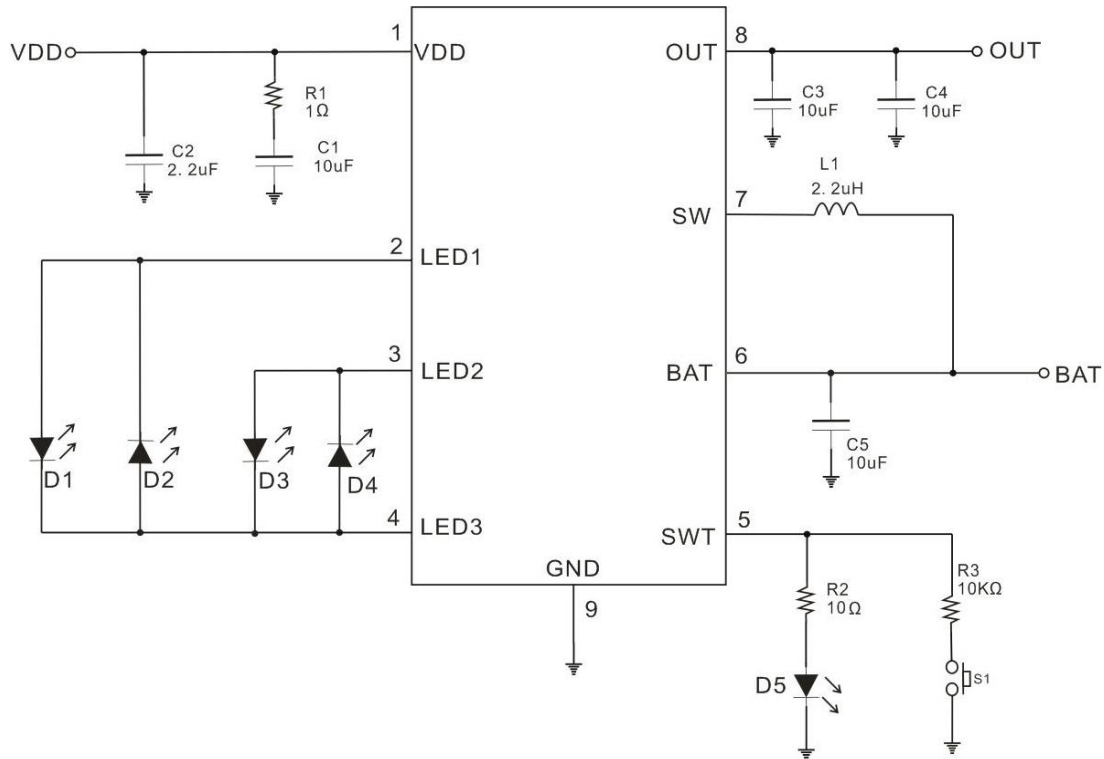 VDD
1
VDD
R1
1Ω
C2
2.2uF
C1
10uF
2
LED1
3
LED2
D1
D2
D3
D4
4
LED3
GND
9
8
OUT
OUT
C3
10uF
C4
10uF
L1
2.2uH
7
SW
6
BAT
BAT
C5
10uF
5
SWT
R2
10Ω
R3
10KΩ
D5
S1